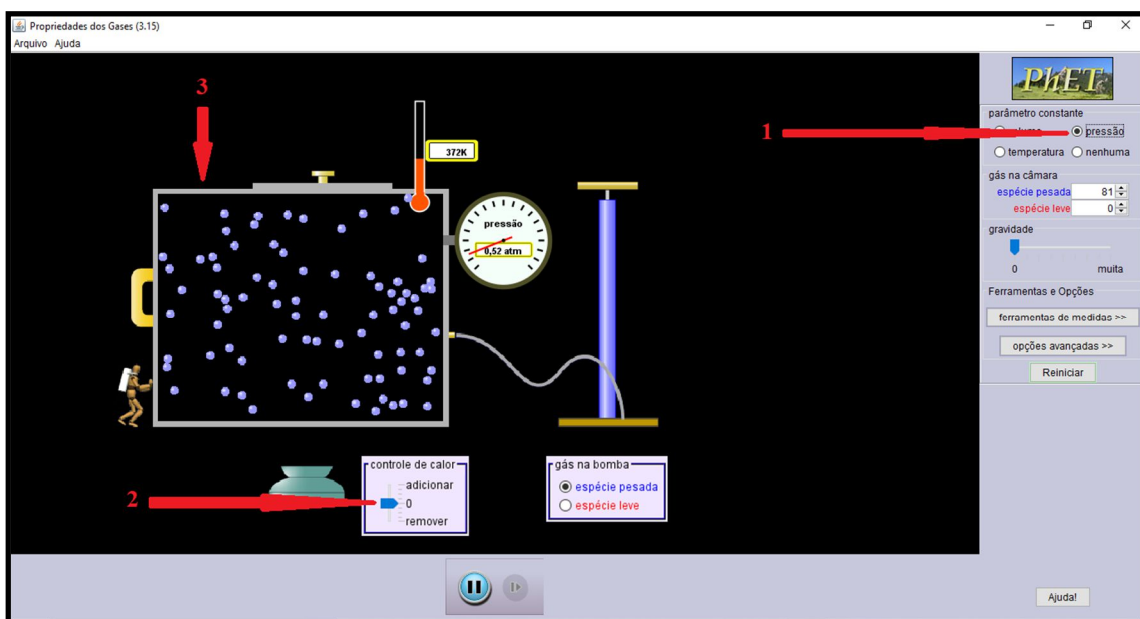 Propriedades dos Gases (3.15)
Arquivo Ajuda
3
372K
pressão
0,52 atm
PhET
parâmetro constante
1
pressão
temperatura nenhuma
gás na câmara
espécie pesada 81
espécie leve 0
gravidade
0 muita
Ferramentas e Opções
ferramentas de medidas >>
opções avançadas >>
Reiniciar
controle de calor
adicionar
2
0
remover
gás na bomba
espécie pesada
espécie leve
Ajuda!